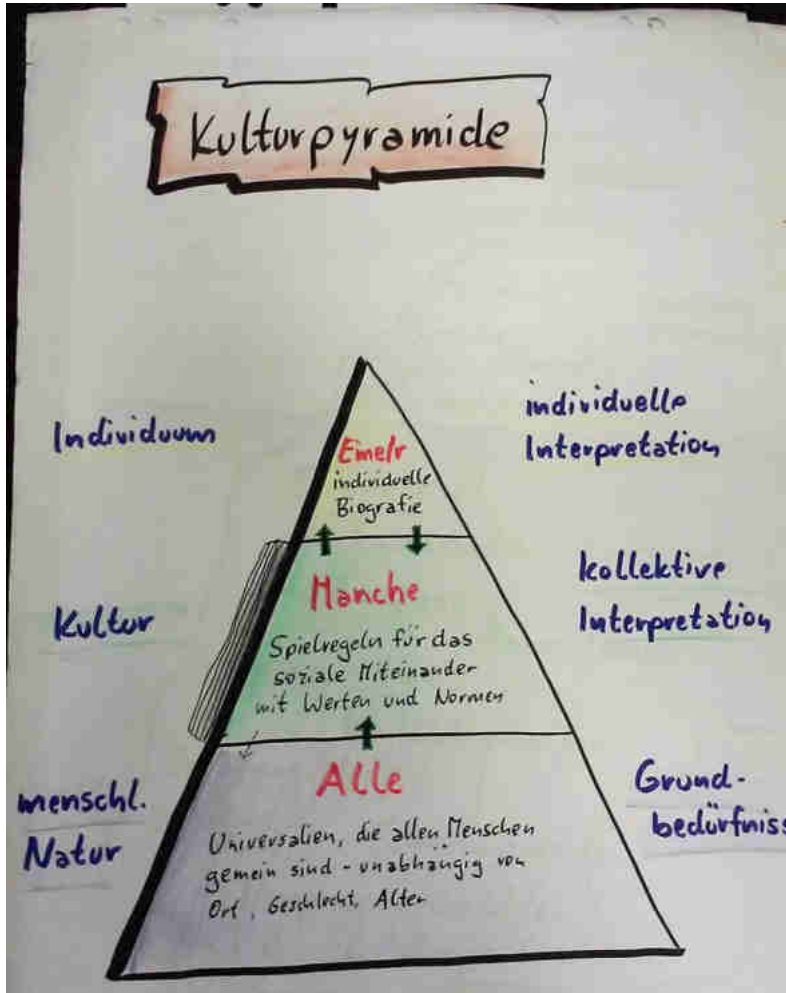 Kulturpyramide
Individuum
Eine/r
individuelle
Biografie
individuelle
Interpretation
Kultur
Manche
Spielregeln für das
soziale Miteinander
mit Werten und Normen
kollektive
Interpretation
menschl.
Natur
Alle
Universalien, die allen Menschen
gemein sind - unabhängig von
Ort, Geschlecht, Alter
Grund-
bedürfniss